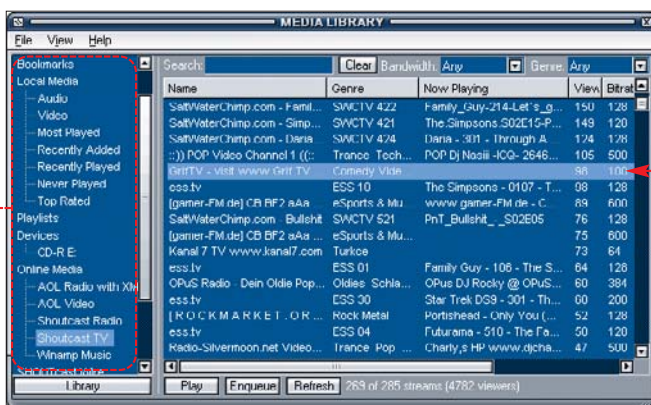 MEDIA LIBRARY
File View Help
Bookmarks
Local Media
Audio
Video
Most Played
Recently Added
Recently Played
Never Played
Top Rated
Playlists
Devices
CD-R E:
Online Media
AOL Radio with XM
AOL Video
Shoutcast Radio
Shoutcast TV
Winamp Music
SHOUTcast Wire
Library
Search: Clear Bandwidth: Any Genre: Any
Name Genre Now Playing View Bitrat
SaltWaterChimp.com - Famil... SWCTV 422 Family_Guy-214-Let's_g... 150 128
SaltWaterChimp.com - Simp... SWCTV 421 The.Simpsons.S02E15-P... 149 120
SaltWaterChimp.com - Daria ... SWCTV 424 Daria - 301 - Through A ... 124 128
::)) POP Video Channel 1 ((:: Trance Tech... POP Dj Nasiii -ICQ- 2646... 105 500
GrifTV - Visit www Grif TV Comedy Vide... 98 100
ess.tv ESS 10 The Simpsons - 0107 - T... 98 128
[gamer-FM.de] CB BF2 aAa ... eSports & Mu... www gamer-FM de - C... 89 600
SaltWaterChimp.com - Bullshit SWCTV 521 PnT_Bullshit_-_S02E05 76 128
[gamer-FM.de] CB BF2 aAa ... eSports & Mu... 75 600
Kanal 7 TV www.kanal7.com Turkce 73 64
ess.tv ESS 01 Family Guy - 106 - The S... 64 128
OPuS Radio - Dein Oldie Pop... Oldies Schla... OPus DJ Rocky @ OPuS... 60 384
ess.tv ESS 30 Star Trek DS9 - 301 - Th... 60 200
[ R O C K M A R K E T . O R ... Rock Metal Portishead - Only You (... 52 128
ess.tv ESS 04 Futurama - 510 - The Fa... 50 120
Radio-Silvermoon.net Video... Trance Pop ... Charly,s HP www.djcha... 47 500
Play Enqueue Refresh 269 of 285 streams (4782 viewers)